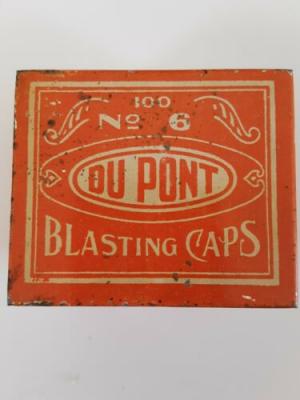 100
No 6
DU PONT
BLASTING CAPS